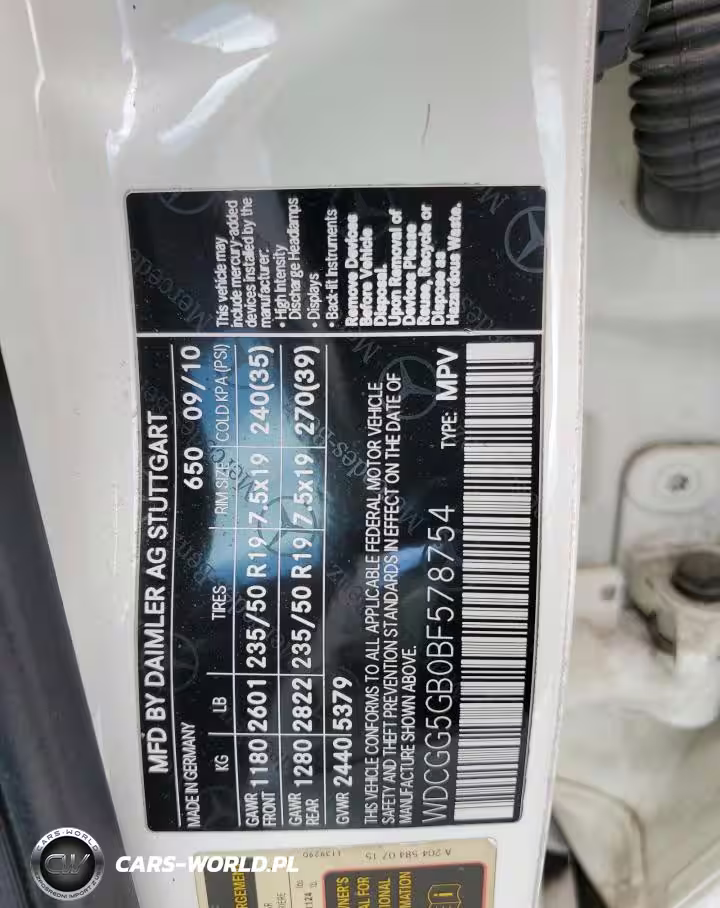 MFD BY DAIMLER AG STUTTGART
MADE IN GERMANY 650 09/10
KG LB TIRES RIM SIZE COLD KPA (PSI)
GAWR FRONT 1180 2601 235/50 R19 7.5x19 240(35)
GAWR REAR 1280 2822 235/50 R19 7.5x19 270(39)
GVWR 2440 5379
THIS VEHICLE CONFORMS TO ALL APPLICABLE FEDERAL MOTOR VEHICLE
SAFETY AND THEFT PREVENTION STANDARDS IN EFFECT ON THE DATE OF
MANUFACTURE SHOWN ABOVE.
WDCGG5GB0BF578754 TYPE: MPV
This vehicle may
include mercury-added
devices installed by the
manufacturer:
• High Intensity
Discharge Headlamps
• Displays
• Back-lit Instruments
Remove Devices
Before Vehicle
Disposal.
Upon Removal of
Devices Please
Reuse, Recycle or
Dispose as
Hazardous Waste.
A 204 584 07 15
CARS-WORLD
CW
CARS-WORLD.PL